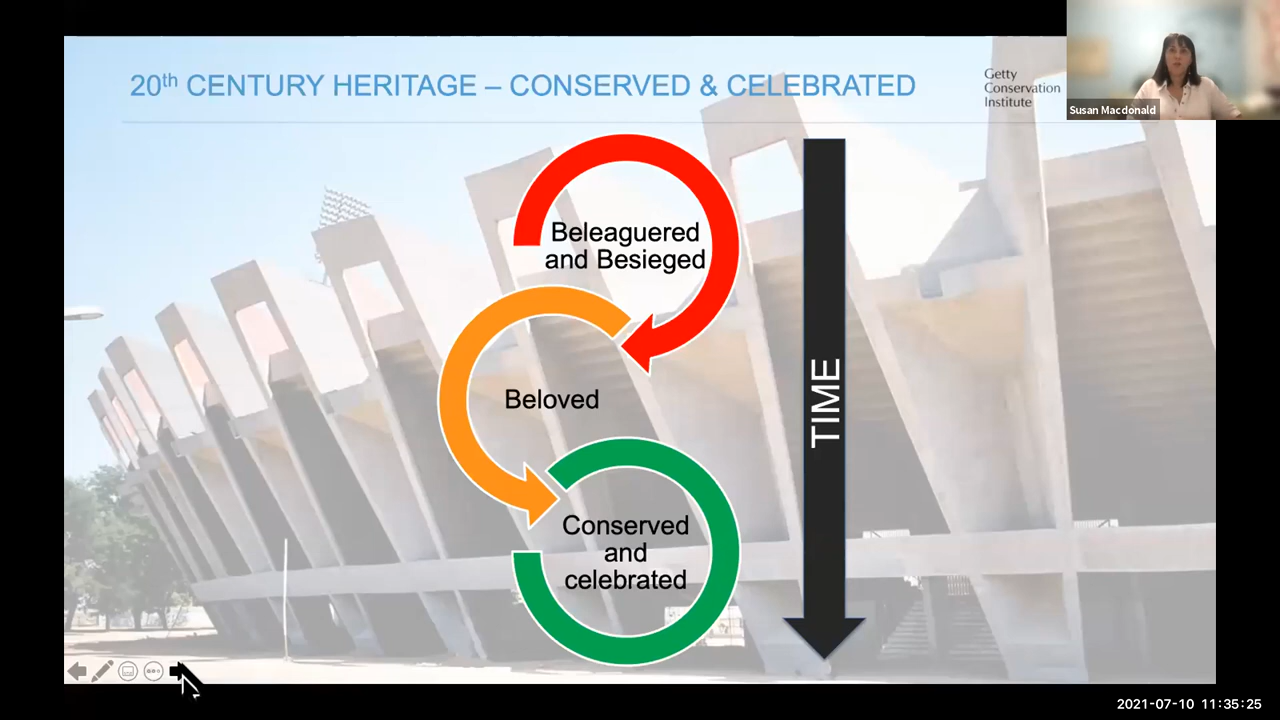 20th CENTURY HERITAGE – CONSERVED & CELEBRATED
Getty
Conservation
Institute
Susan Macdonald
Beleaguered
and Besieged
Beloved
Conserved
and
celebrated
TIME
2021-07-10 11:35:25